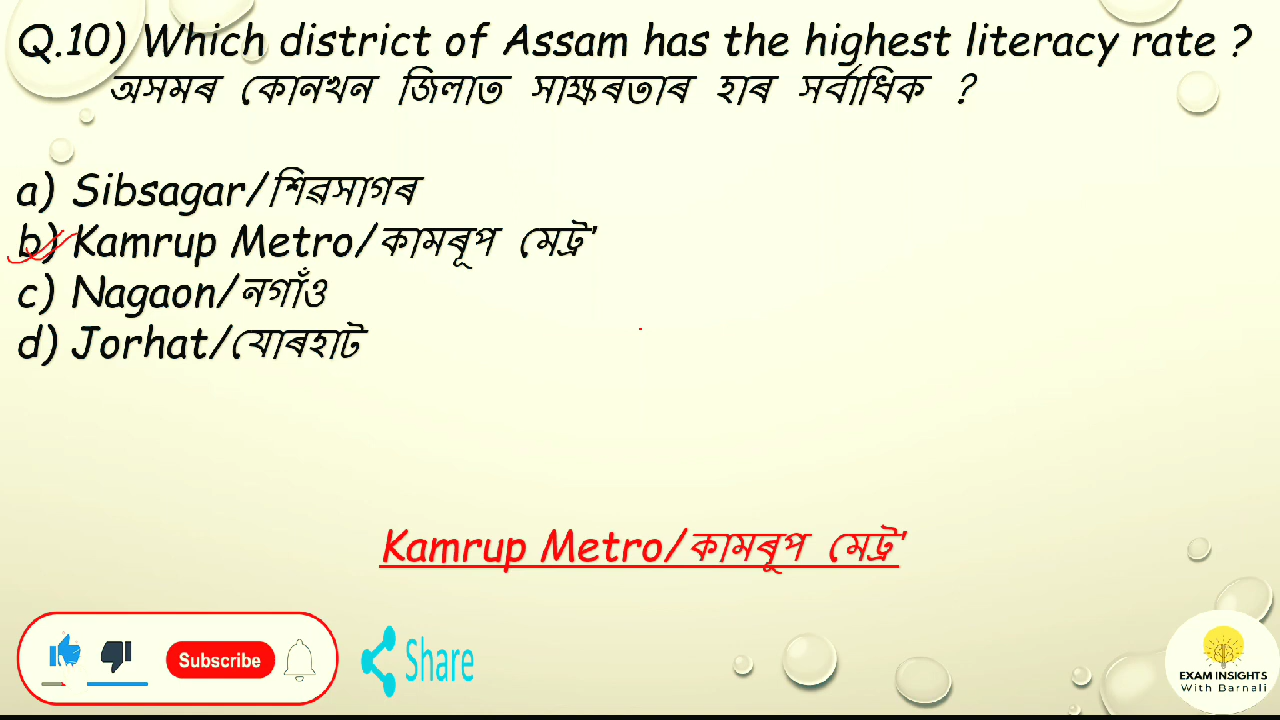 Q.10) Which district of Assam has the highest literacy rate ?
অসমৰ কোনখন জিলাত সাক্ষৰতাৰ হাৰ সৰ্বাধিক ?
a) Sibsagar/শিৱসাগৰ
b) Kamrup Metro/কামৰূপ মেট্ৰ'
c) Nagaon/নগাঁও
d) Jorhat/যোৰহাট
Kamrup Metro/কামৰূপ মেট্ৰ'
Subscribe
Share
EXAM INSIGHTS
With Barnali